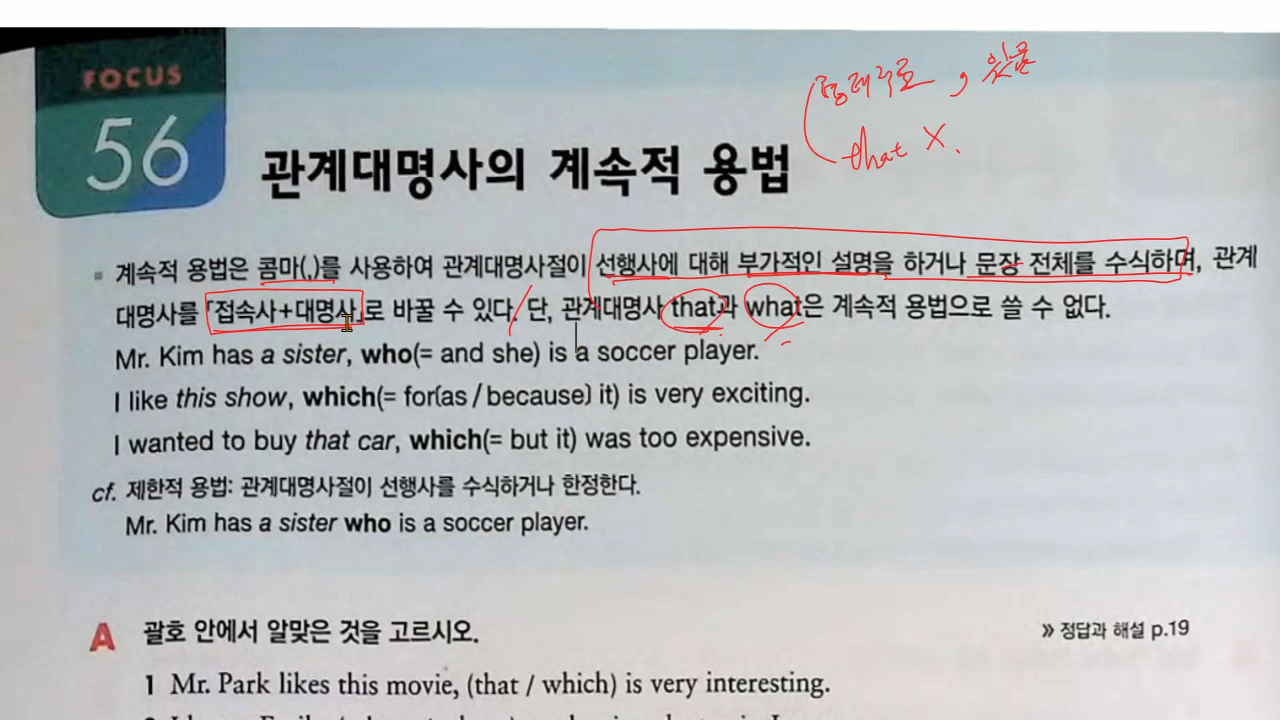 FOCUS
56
관계대명사의 계속적 용법
that X.
계속적 용법은 콤마(,)를 사용하여 관계대명사절이 선행사에 대해 부가적인 설명을 하거나 문장 전체를 수식하며, 관계
대명사를 「접속사+대명사」로 바꿀 수 있다. 단, 관계대명사 that과 what은 계속적 용법으로 쓸 수 없다.
Mr. Kim has a sister, who(= and she) is a soccer player.
I like this show, which(= for(as / because) it) is very exciting.
I wanted to buy that car, which(= but it) was too expensive.
cf. 제한적 용법: 관계대명사절이 선행사를 수식하거나 한정한다.
Mr. Kim has a sister who is a soccer player.
A 괄호 안에서 알맞은 것을 고르시오.
» 정답과 해설 p.19
1 Mr. Park likes this movie, (that / which) is very interesting.